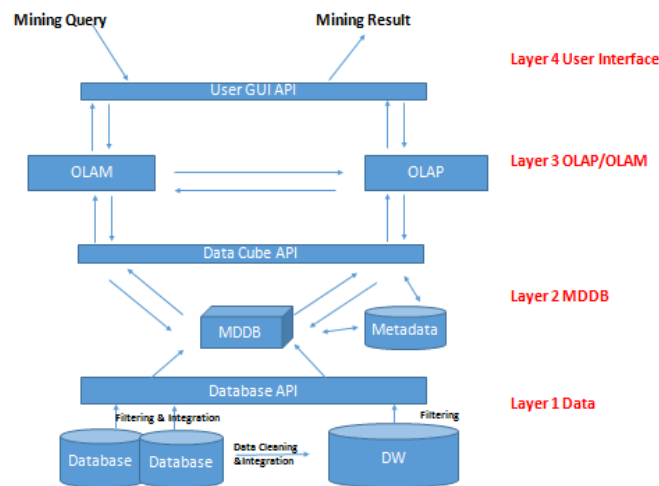 Mining Query
Mining Result
Layer 4 User Interface
User GUI API
Layer 3 OLAP/OLAM
OLAM
OLAP
Data Cube API
Layer 2 MDDB
MDDB
Metadata
Database API
Layer 1 Data
Filtering & Integration
Filtering
Database
Database
Data Cleaning
&Integration
DW